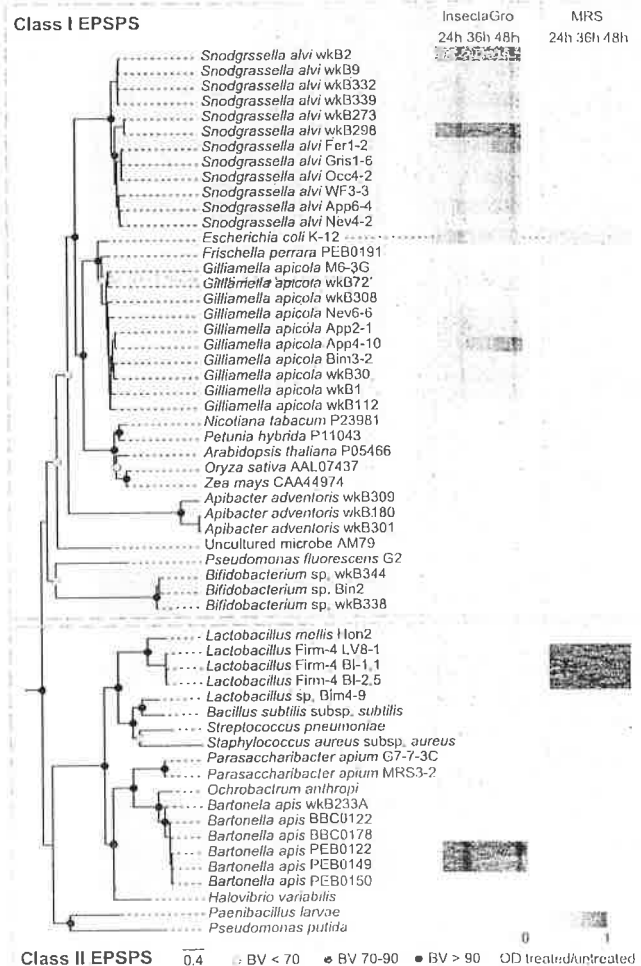 Class I EPSPS
InsectaGro MRS
24h 36h 48h 24h 36h 48h
Snodgrssella alvi wkB2
Snodgrassella alvi wkB9
Snodgrassella alvi wkB332
Snodgrassella alvi wkB339
Snodgrassella alvi wkB273
Snodgrassella alvi wkB298
Snodgrassella alvi Fer1-2
Snodgrassella alvi Gris1-6
Snodgrassella alvi Occ4-2
Snodgrassella alvi WF3-3
Snodgrassella alvi App6-4
Snodgrassella alvi Nev4-2
Escherichia coli K-12
Frischella perrara PEB0191
Gilliamella apicola M6-3G
Gilliamella apicola wkB72
Gilliamella apicola wkB308
Gilliamella apicola Nev6-6
Gilliamella apicola App2-1
Gilliamella apicola App4-10
Gilliamella apicola Bim3-2
Gilliamella apicola wkB30
Gilliamella apicola wkB1
Gilliamella apicola wkB112
Nicotiana tabacum P23981
Petunia hybrida P11043
Arabidopsis thaliana P05466
Oryza sativa AAL07437
Zea mays CAA44974
Apibacter adventoris wkB309
Apibacter adventoris wkB180
Apibacter adventoris wkB301
Uncultured microbe AM79
Pseudomonas fluorescens G2
Bifidobacterium sp. wkB344
Bifidobacterium sp. Bin2
Bifidobacterium sp. wkB338
Lactobacillus mellis Hon2
Lactobacillus Firm-4 LV8-1
Lactobacillus Firm-4 BI-1.1
Lactobacillus Firm-4 BI-2.5
Lactobacillus sp. Bim4-9
Bacillus subtilis subsp. subtilis
Streptococcus pneumoniae
Staphylococcus aureus subsp. aureus
Parasaccharibacter apium G7-7-3C
Parasaccharibacter apium MRS3-2
Ochrobactrum anthropi
Bartonela apis wkB233A
Bartonella apis BBC0122
Bartonella apis BBC0178
Bartonella apis PEB0122
Bartonella apis PEB0149
Bartonella apis PEB0150
Halovibrio variabilis
Paenibacillus larvae
Pseudomonas putida
0 1
Class II EPSPS 0.4 BV < 70 BV 70-90 BV > 90 OD treated/untreated